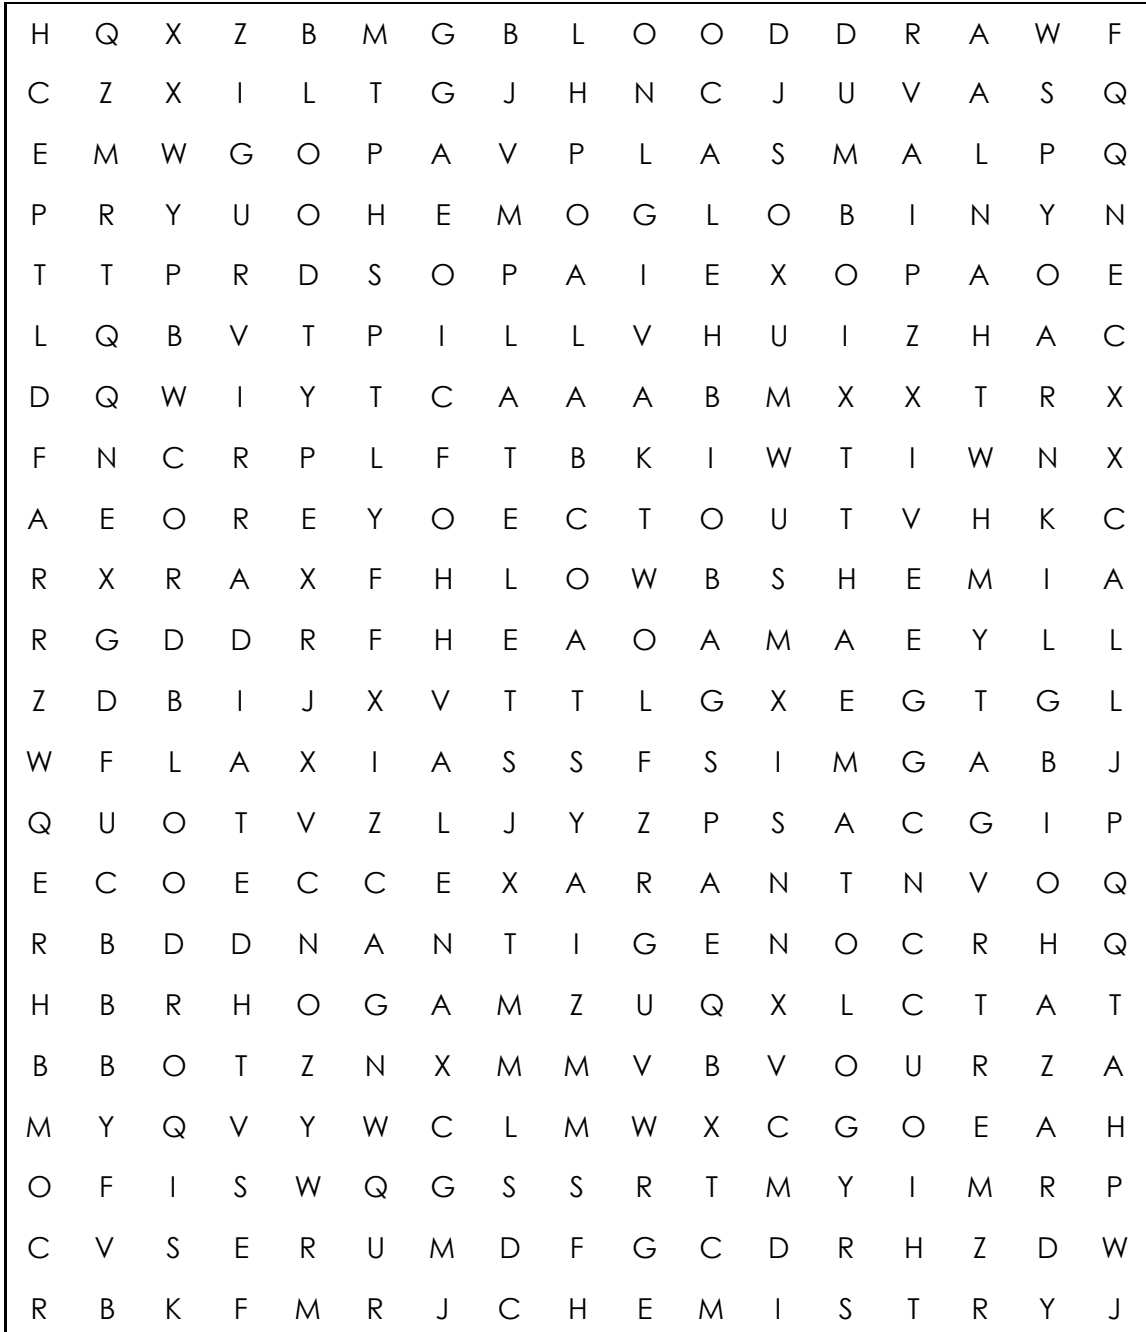 H Q X Z B M G B L O O D D R A W F
C Z X I L T G J H N C J U V A S Q
E M W G O P A V P L A S M A L P Q
P R Y U O H E M O G L O B I N Y N
T T P R D S O P A I E X O P A O E
L Q B V T P I L L V H U I Z H A C
D Q W I Y T C A A A B M X X T R X
F N C R P L F T B K I W T I W N X
A E O R E Y O E C T O U T V H K C
R X R A X F H L O W B S H E M I A
R G D D R F H E A O A M A E Y L L
Z D B I J X V T T L G X E G T G L
W F L A X I A S S F S I M G A B J
Q U O T V Z L J Y Z P S A C G I P
E C O E C C E X A R A N T N V O Q
R B D D N A N T I G E N O C R H Q
H B R H O G A M Z U Q X L C T A T
B B O T Z N X M M V B V O U R Z A
M Y Q V Y W C L M W X C G O E A H
O F I S W Q G S S R T M Y I M R P
C V S E R U M D F G C D R H Z D W
R B K F M R J C H E M I S T R Y J